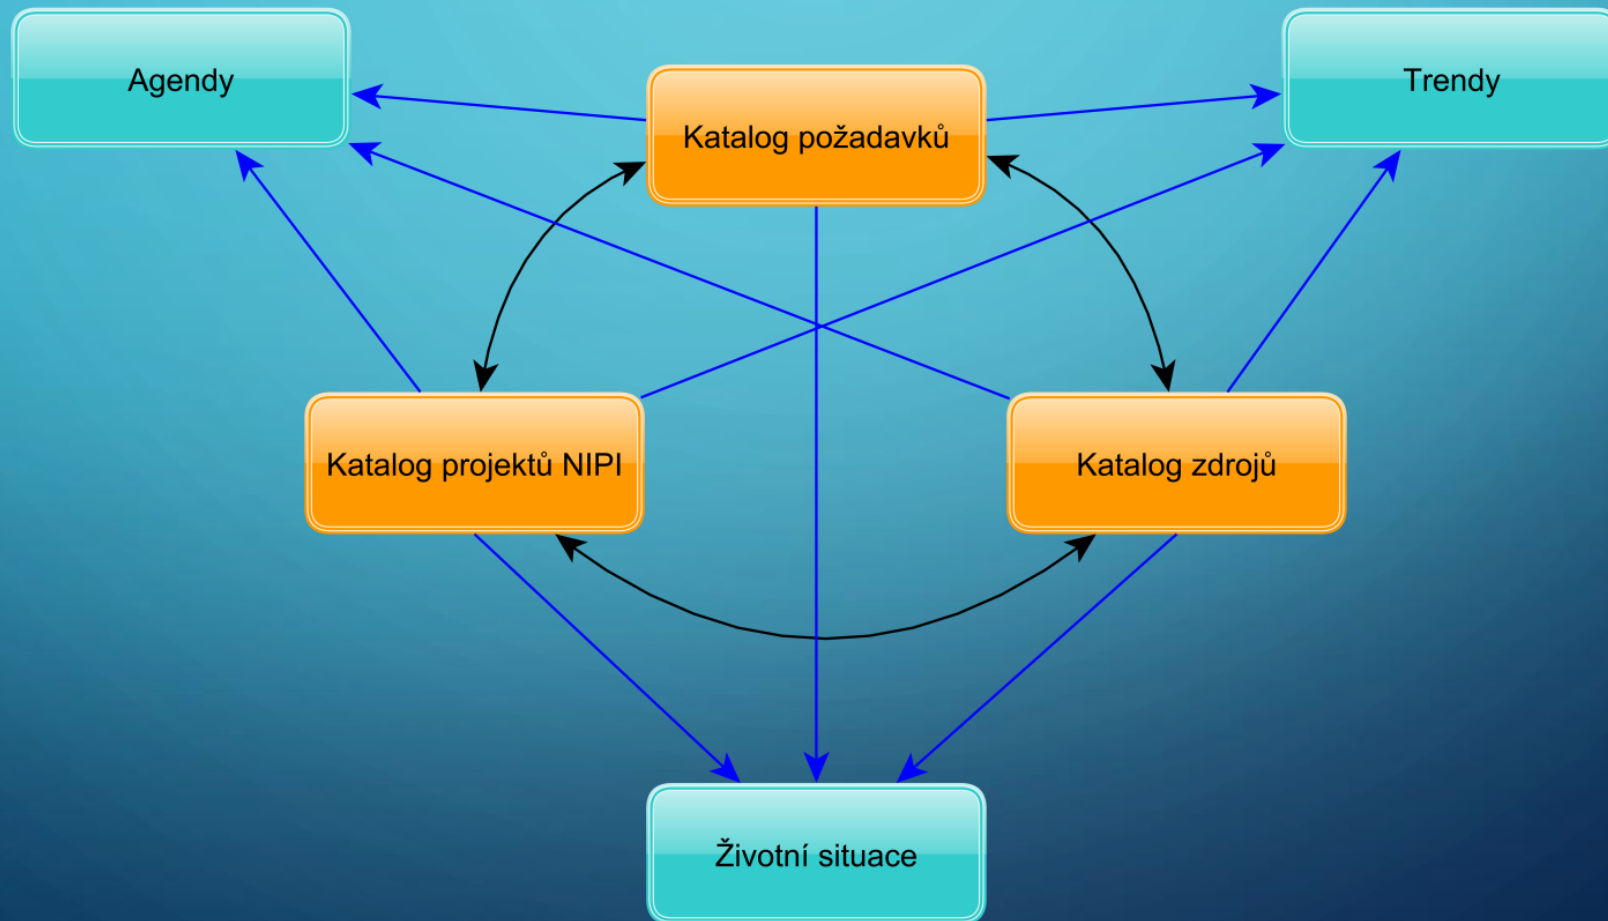 Agendy
Trendy
Katalog požadavků
Katalog projektů NIPI
Katalog zdrojů
Životní situace